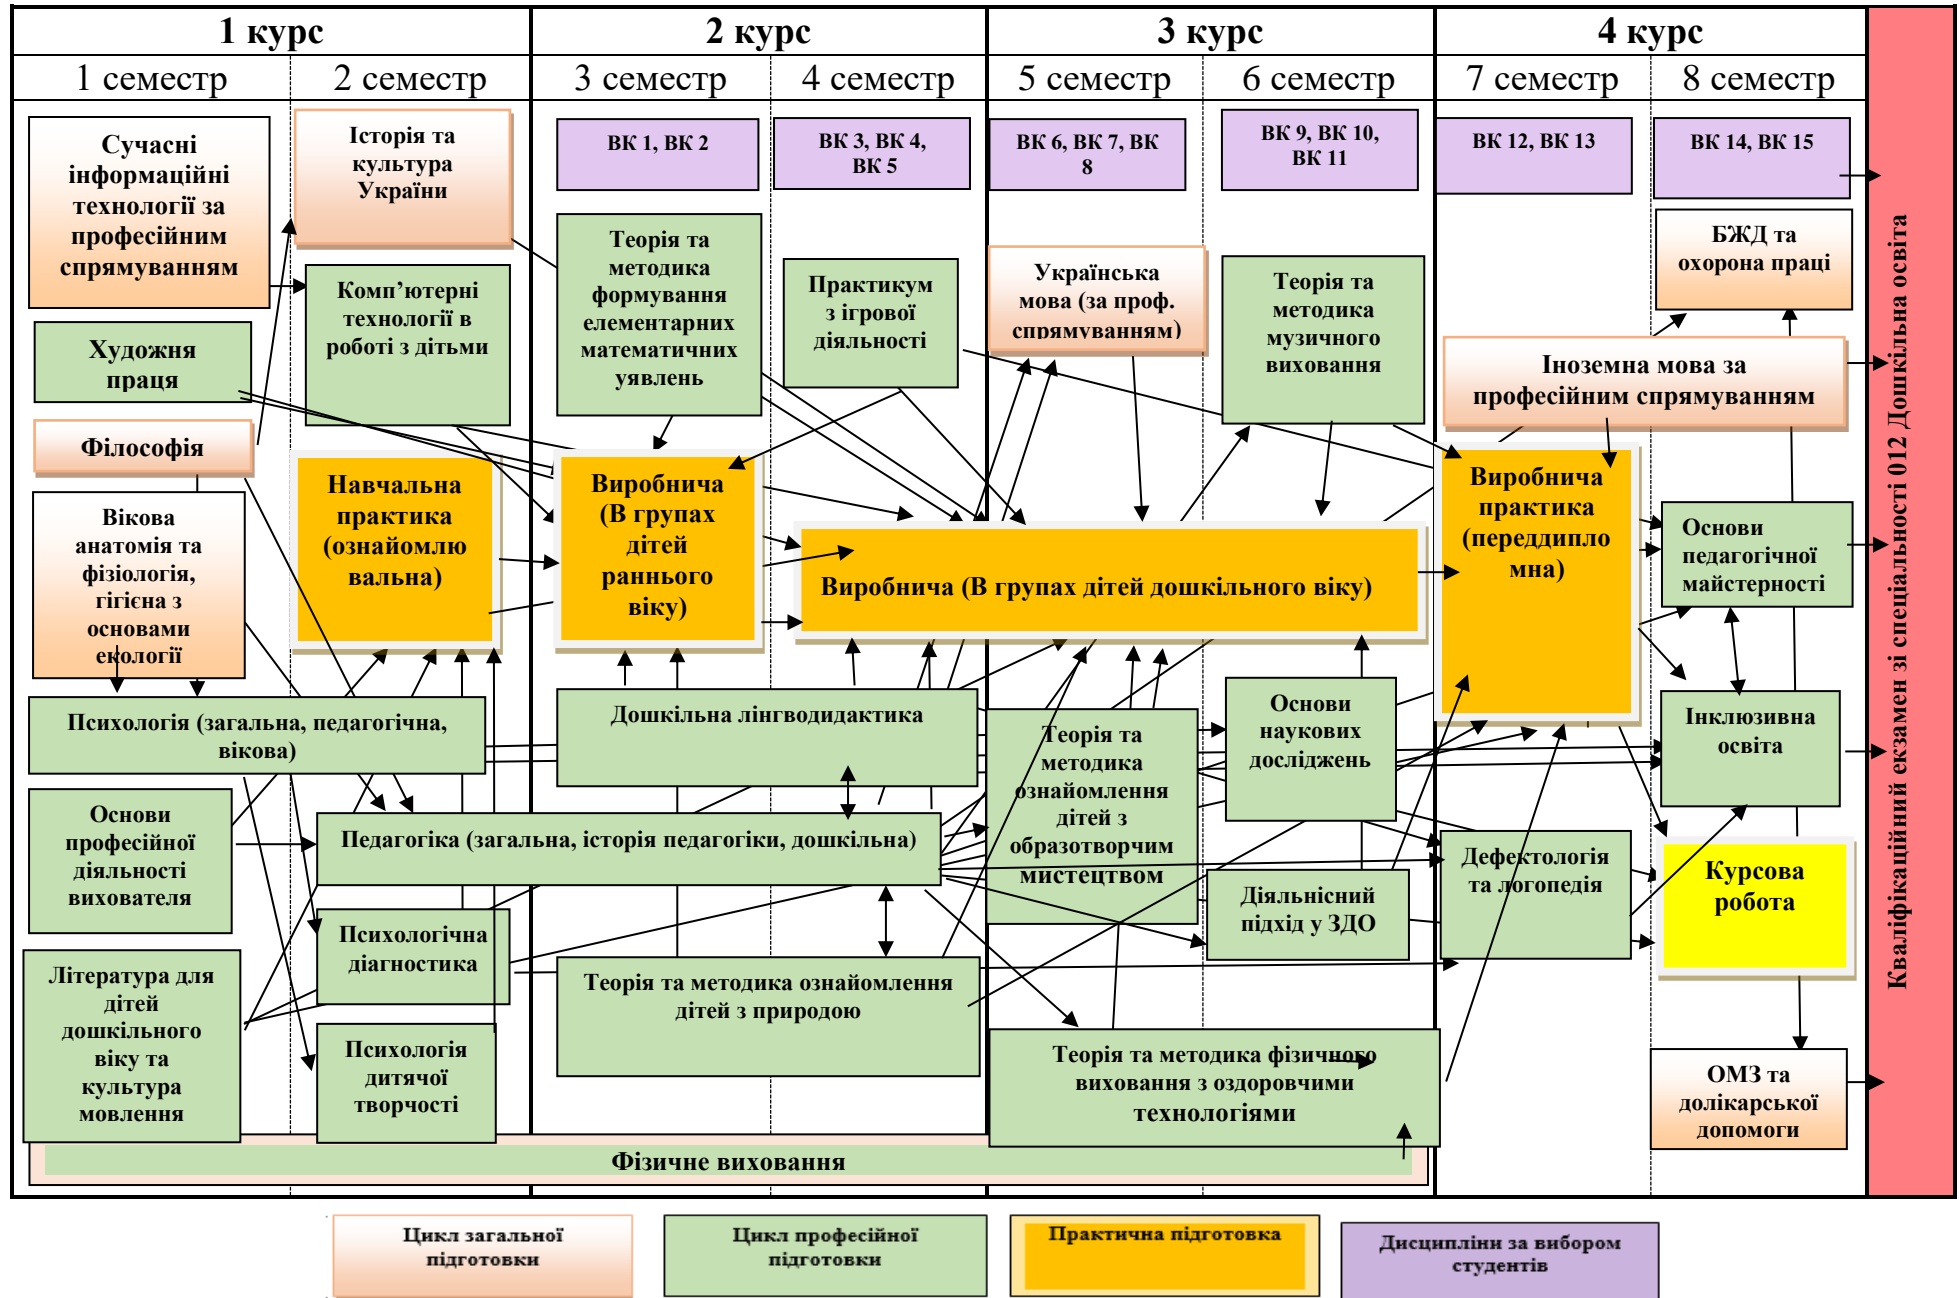 1 курс
2 курс
3 курс
4 курс
1 семестр
2 семестр
3 семестр
4 семестр
5 семестр
6 семестр
7 семестр
8 семестр
Сучасні
інформаційні
технології за
професійним
спрямуванням
Історія та
культура
України
ВК 1, ВК 2
ВК 3, ВК 4,
ВК 5
ВК 6, ВК 7, ВК
8
ВК 9, ВК 10,
ВК 11
ВК 12, ВК 13
ВК 14, ВК 15
Теорія та
методика
формування
елементарних
математичних
уявлень
Практикум
з ігрової
діяльності
Українська
мова (за проф.
спрямуванням)
Теорія та
методика
музичного
виховання
БЖД та
охорона праці
Комп’ютерні
технології в
роботі з дітьми
Художня
праця
Іноземна мова за
професійним спрямуванням
Філософія
Вікова
анатомія та
фізіологія,
гігієна з
основами
екології
Навчальна
практика
(ознайомлю
вальна)
Виробнича
(В групах
дітей
раннього
віку)
Виробнича (В групах дітей дошкільного віку)
Виробнича
практика
(переддипло
мна)
Основи
педагогічної
майстерності
Психологія (загальна, педагогічна,
вікова)
Дошкільна лінгводидактика
Теорія та
методика
ознайомлення
дітей з
образотворчим
мистецтвом
Основи
наукових
досліджень
Інклюзивна
освіта
Основи
професійної
діяльності
вихователя
Педагогіка (загальна, історія педагогіки, дошкільна)
Діяльнісний
підхід у ЗДО
Дефектологія
та логопедія
Курсова
робота
Психологічна
діагностика
Література для
дітей
дошкільного
віку та
культура
мовлення
Теорія та методика ознайомлення
дітей з природою
Психологія
дитячої
творчості
Теорія та методика фізичного
виховання з оздоровчими
технологіями
ОМЗ та
долікарської
допомоги
Фізичне виховання
Кваліфікаційний екзамен зі спеціальності 012 Дошкільна освіта
Цикл загальної
підготовки
Цикл професійної
підготовки
Практична підготовка
Дисципліни за вибором
студентів